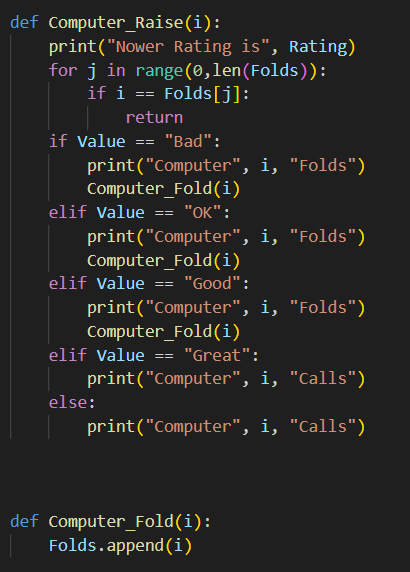 def Computer_Raise(i):
    print("Nower Rating is", Rating)
    for j in range(0,len(Folds)):
        if i == Folds[j]:
            return
    if Value == "Bad":
        print("Computer", i, "Folds")
        Computer_Fold(i)
    elif Value == "OK":
        print("Computer", i, "Folds")
        Computer_Fold(i)
    elif Value == "Good":
        print("Computer", i, "Folds")
        Computer_Fold(i)
    elif Value == "Great":
        print("Computer", i, "Calls")
    else:
        print("Computer", i, "Calls")
def Computer_Fold(i):
    Folds.append(i)